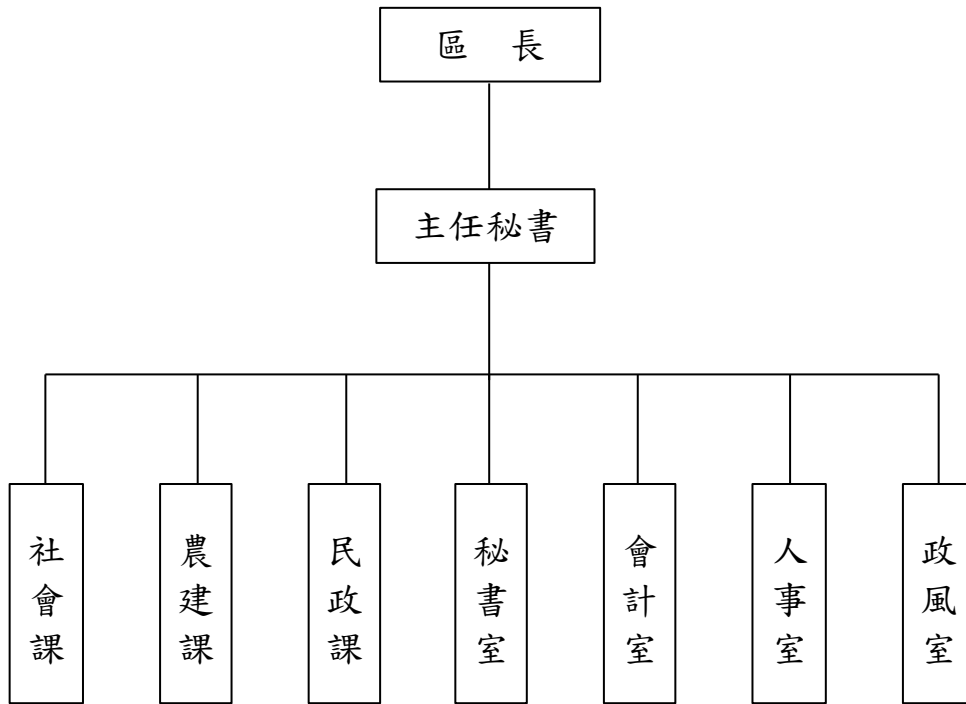 區 長
主任秘書
社會課
農建課
民政課
秘書室
會計室
人事室
政風室